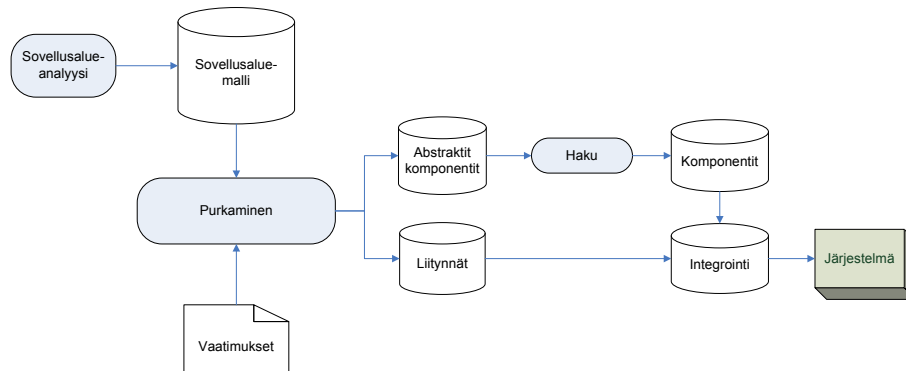 Sovellusalue-
analyysi
Sovellusalue-
malli
Abstraktit
komponentit
Haku
Komponentit
Purkaminen
Liitynnät
Integrointi
Järjestelmä
Vaatimukset